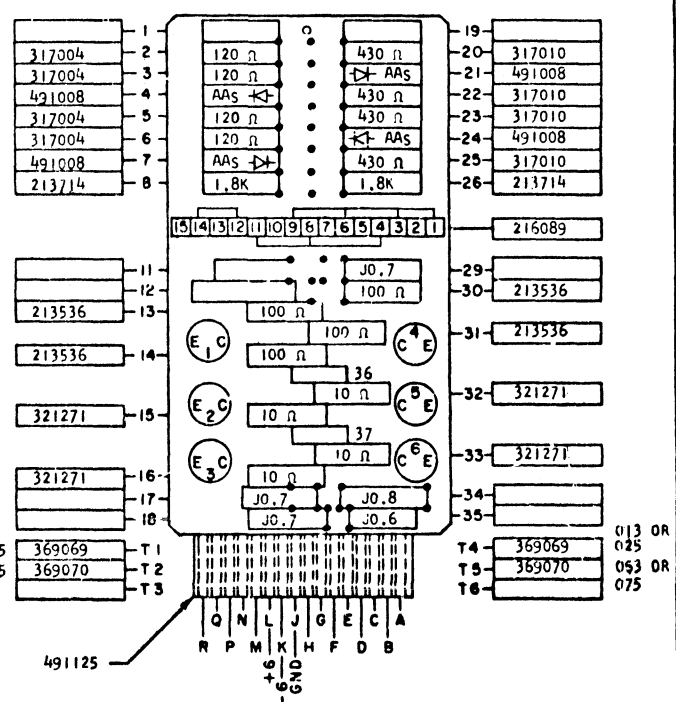 1 19
317004 2 120 Ω 430 Ω 20 317010
317004 3 120 Ω AAS 21 491008
491008 4 AAS 430 Ω 22 317010
317004 5 120 Ω 430 Ω 23 317010
317004 6 120 Ω AAS 24 491008
491008 7 AAS 430 Ω 25 317010
213714 8 1.8K 1.8K 26 213714
15 14 13 12 11 10 9 8 7 6 5 4 3 2 1 216089
11 J0.7 29
12 100 Ω 30 213536
213536 13 100 Ω
E 1 C 100 Ω C 4 E 31 213536
213536 14 100 Ω
36
E 2 C 10 Ω C 5 E 32 321271
321271 15 10 Ω
37
E 3 C 10 Ω C 6 E 33 321271
321271 16 10 Ω
17 J0.7 J0.8 34
18 J0.7 J0.6 35
013 OR
5 369069 T1 T4 369069 025
5 369070 T2 T5 369070 053 OR
T3 T6 075
Q N L J G E C A
R P M K H F D B
491125
+6
-6
GND